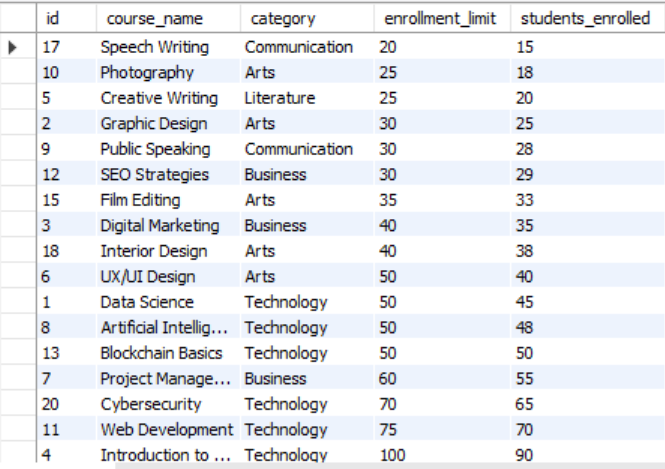 id course_name category enrollment_limit students_enrolled
17 Speech Writing Communication 20 15
10 Photography Arts 25 18
5 Creative Writing Literature 25 20
2 Graphic Design Arts 30 25
9 Public Speaking Communication 30 28
12 SEO Strategies Business 30 29
15 Film Editing Arts 35 33
3 Digital Marketing Business 40 35
18 Interior Design Arts 40 38
6 UX/UI Design Arts 50 40
1 Data Science Technology 50 45
8 Artificial Intellig... Technology 50 48
13 Blockchain Basics Technology 50 50
7 Project Manage... Business 60 55
20 Cybersecurity Technology 70 65
11 Web Development Technology 75 70
4 Introduction to ... Technology 100 90